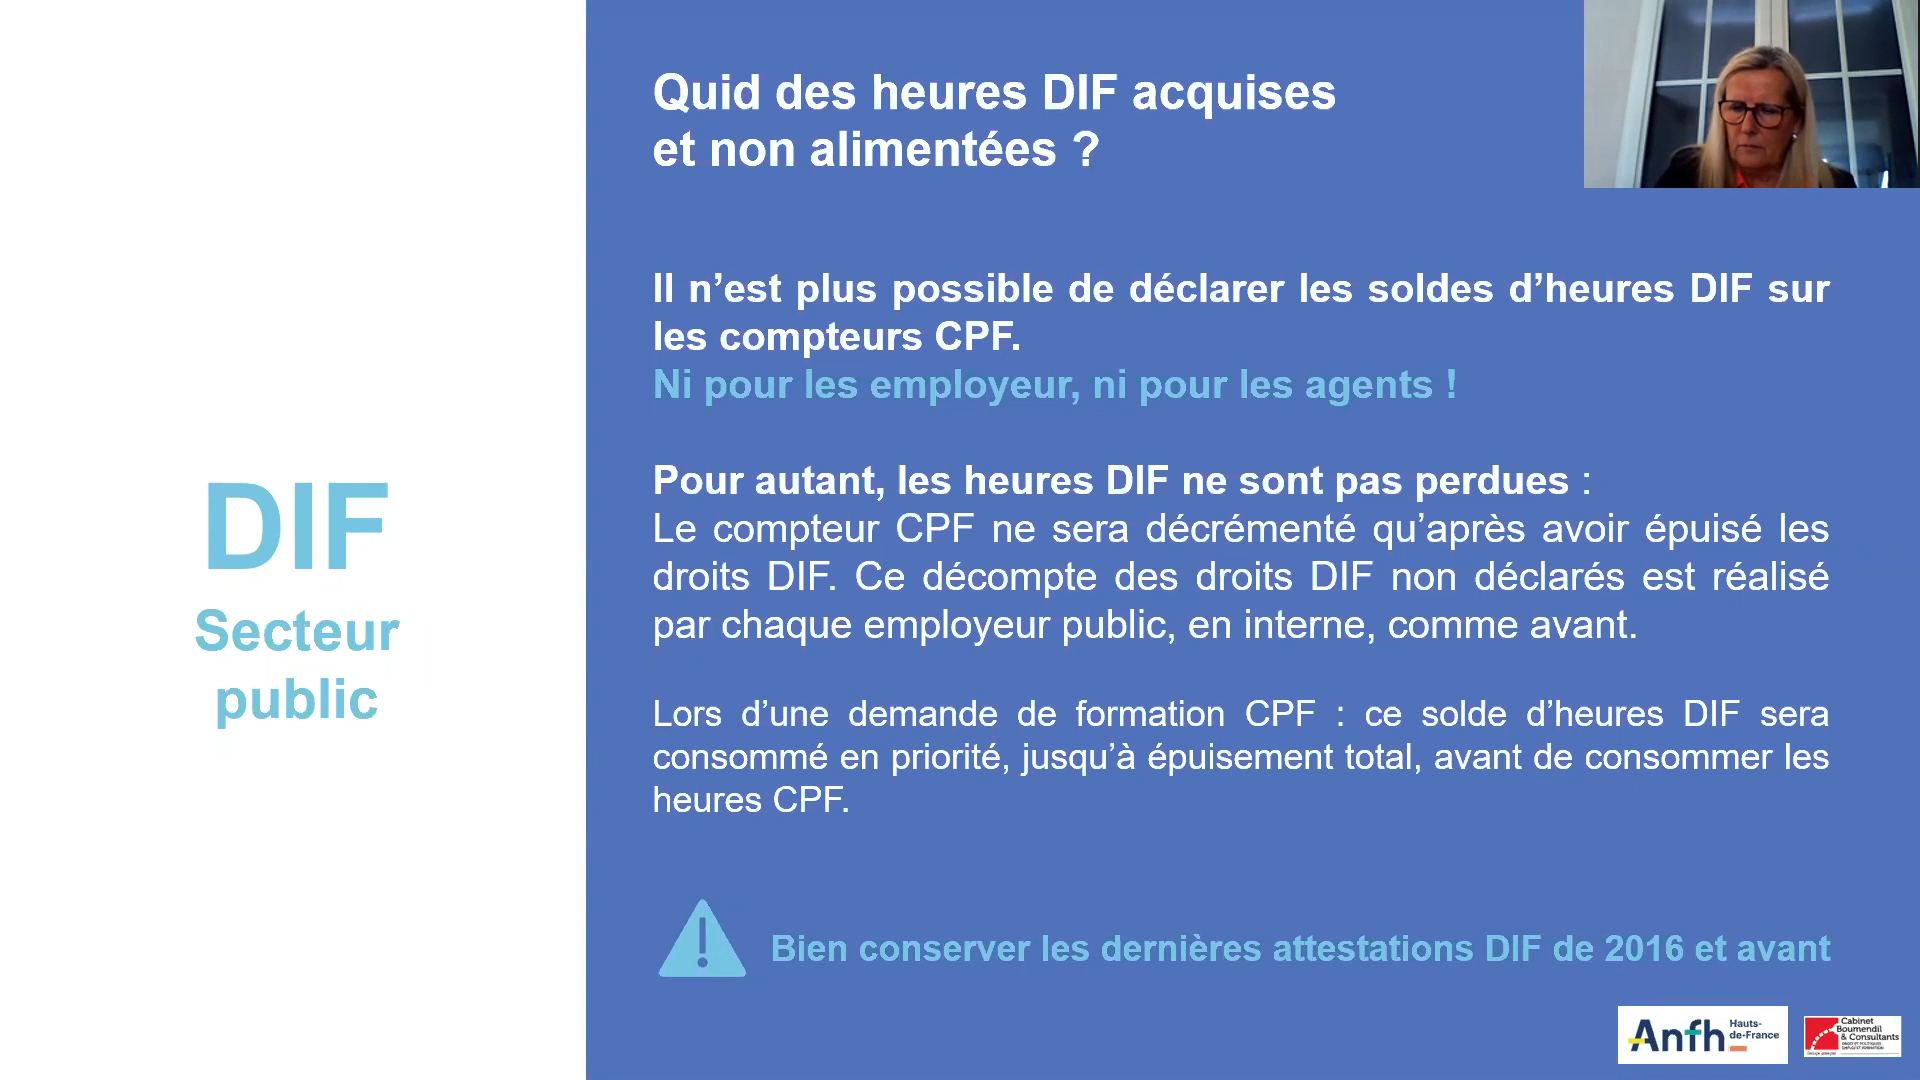 Quid des heures DIF acquises
et non alimentées ?
Il n’est plus possible de déclarer les soldes d’heures DIF sur
les compteurs CPF.
Ni pour les employeur, ni pour les agents !
DIF
Secteur
public
Pour autant, les heures DIF ne sont pas perdues :
Le compteur CPF ne sera décrémenté qu’après avoir épuisé les
droits DIF. Ce décompte des droits DIF non déclarés est réalisé
par chaque employeur public, en interne, comme avant.
Lors d’une demande de formation CPF : ce solde d’heures DIF sera
consommé en priorité, jusqu’à épuisement total, avant de consommer les
heures CPF.
Bien conserver les dernières attestations DIF de 2016 et avant
Anfh
Hauts-
de-France
Cabinet
Boumendil
& Consultants